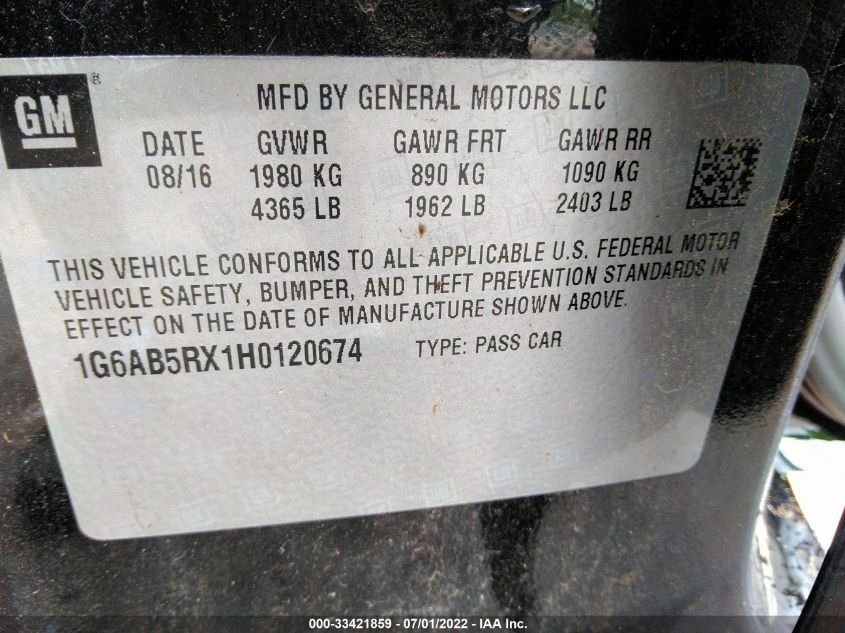 GM ®
MFD BY GENERAL MOTORS LLC
DATE GVWR GAWR FRT GAWR RR
08/16 1980 KG 890 KG 1090 KG
4365 LB 1962 LB 2403 LB
THIS VEHICLE CONFORMS TO ALL APPLICABLE U.S. FEDERAL MOTOR
VEHICLE SAFETY, BUMPER, AND THEFT PREVENTION STANDARDS IN
EFFECT ON THE DATE OF MANUFACTURE SHOWN ABOVE.
1G6AB5RX1H0120674 TYPE: PASS CAR
000-33421859 - 07/01/2022 - IAA Inc.